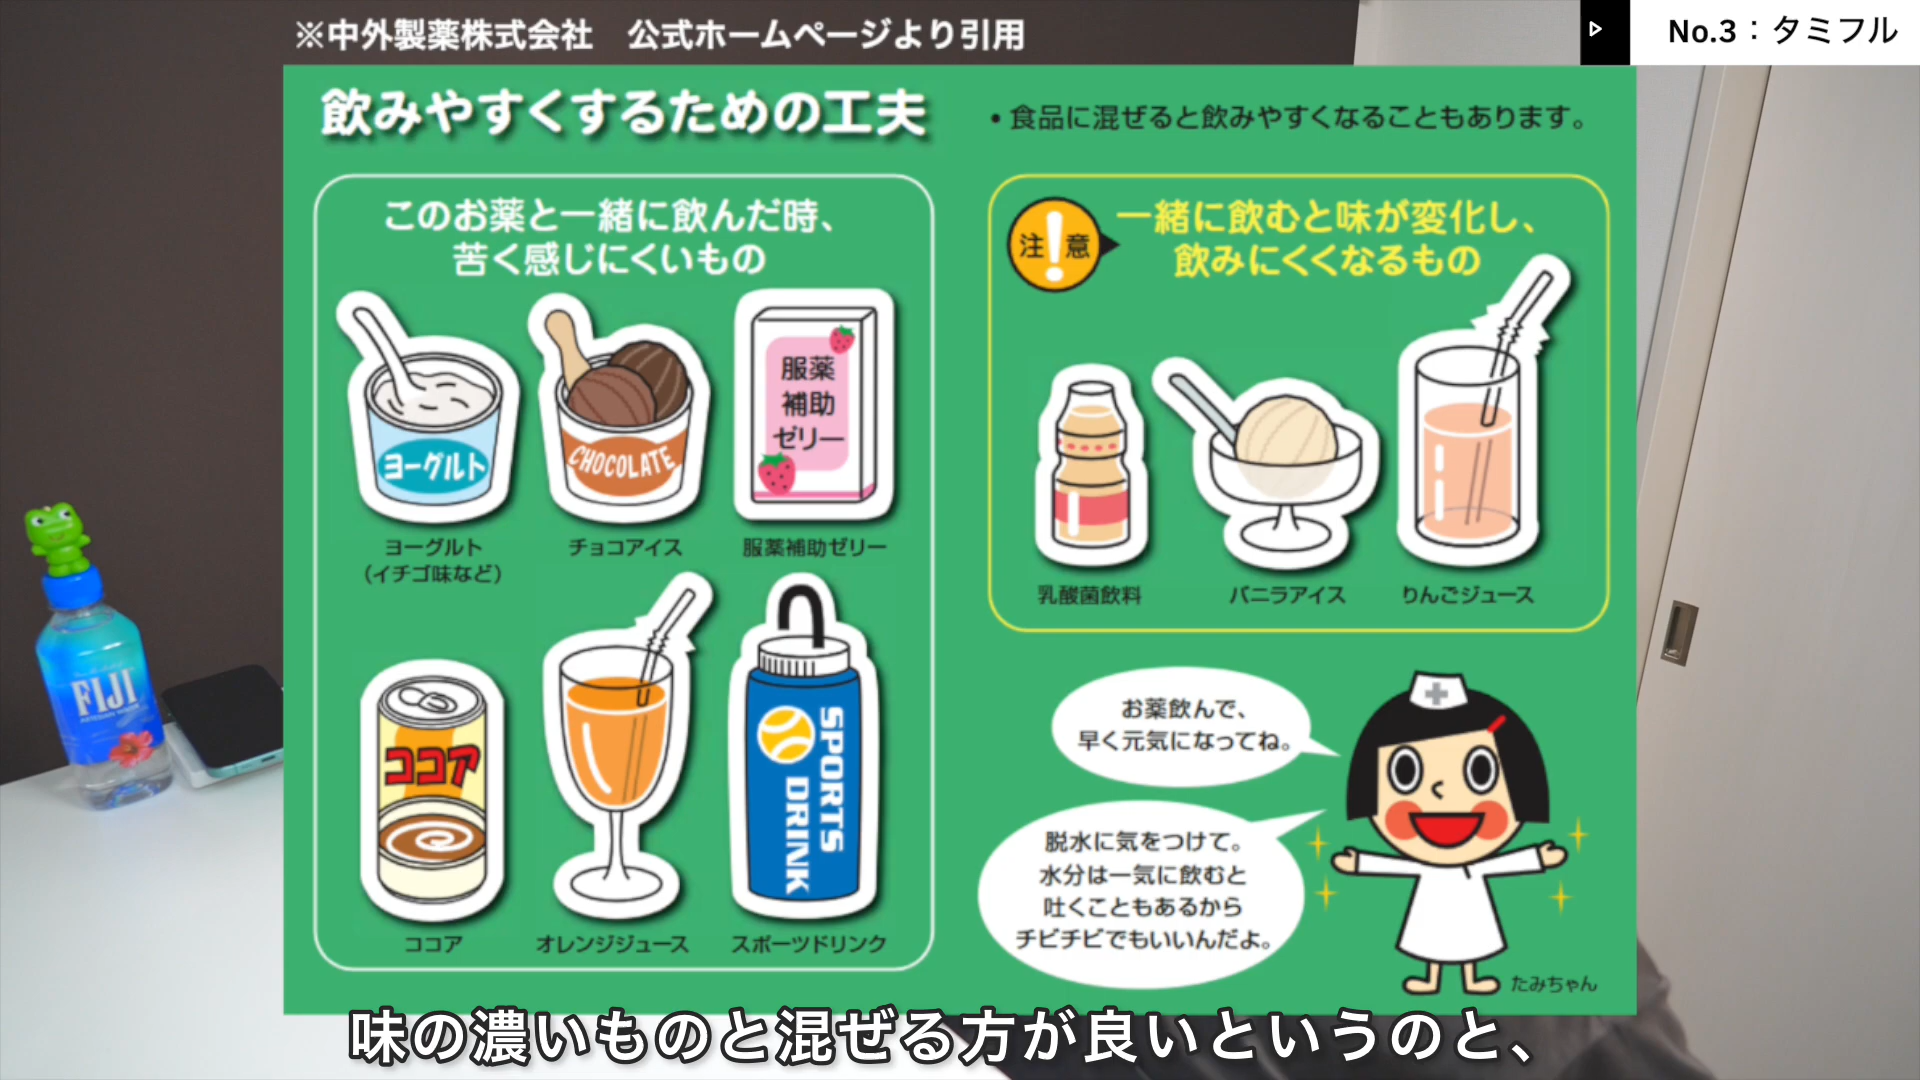 ※中外製薬株式会社　公式ホームページより引用
No.3：タミフル
飲みやすくするための工夫
• 食品に混ぜると飲みやすくなることもあります。
このお薬と一緒に飲んだ時、
苦く感じにくいもの
ヨーグルト
CHOCOLATE
服薬
補助
ゼリー
ヨーグルト
（イチゴ味など）
チョコアイス
服薬補助ゼリー
ココア
SPORTS
DRINK
ココア
オレンジジュース
スポーツドリンク
注！意
一緒に飲むと味が変化し、
飲みにくくなるもの
乳酸菌飲料
バニラアイス
りんごジュース
お薬飲んで、
早く元気になってね。
脱水に気をつけて。
水分は一気に飲むと
吐くこともあるから
チビチビでもいいんだよ。
たみちゃん
FIJI
味の濃いものと混ぜる方が良いというのと、